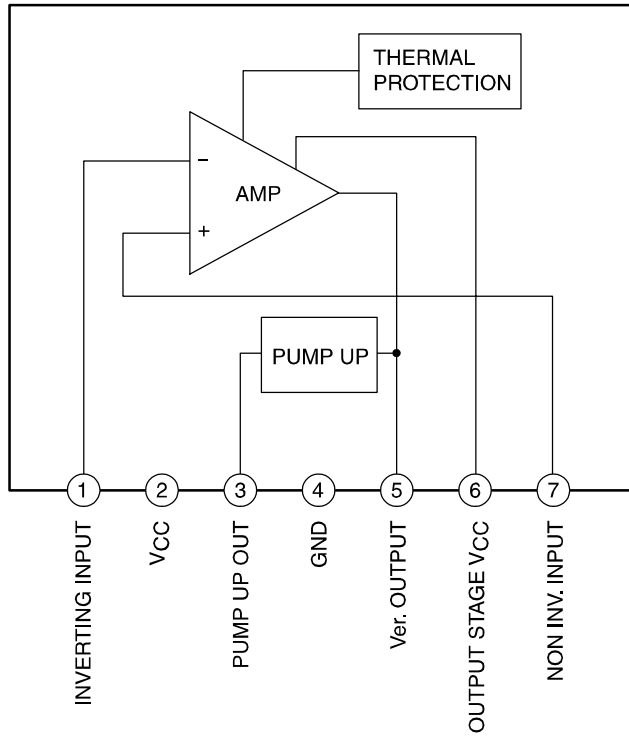 THERMAL
PROTECTION
−
AMP
+
PUMP UP
1 2 3 4 5 6 7
INVERTING INPUT
VCC
PUMP UP OUT
GND
Ver. OUTPUT
OUTPUT STAGE VCC
NON INV. INPUT